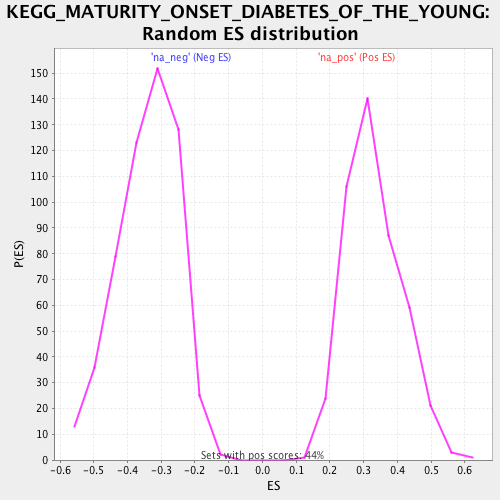 KEGG_MATURITY_ONSET_DIABETES_OF_THE_YOUNG:
Random ES distribution
'na_neg' (Neg ES)
'na_pos' (Pos ES)
150
140
130
120
110
100
90
80
70
60
50
40
30
20
10
0
P(ES)
Sets with pos scores: 44%
-0.6 -0.5 -0.4 -0.3 -0.2 -0.1 0.0 0.1 0.2 0.3 0.4 0.5 0.6
ES